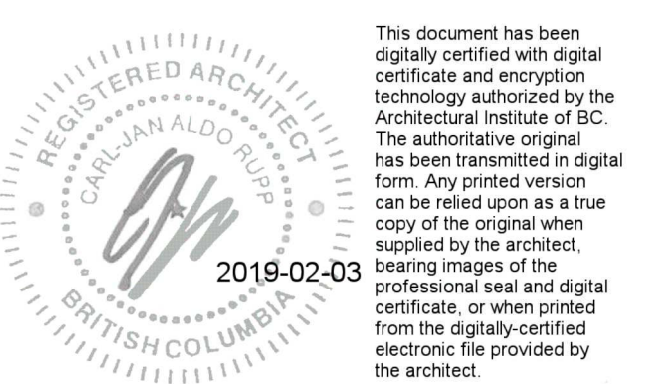 REGISTERED ARCHITECT
CARL-JAN ALDO RUPP
BRITISH COLUMBIA
2019-02-03
This document has been
digitally certified with digital
certificate and encryption
technology authorized by the
Architectural Institute of BC.
The authoritative original
has been transmitted in digital
form. Any printed version
can be relied upon as a true
copy of the original when
supplied by the architect,
bearing images of the
professional seal and digital
certificate, or when printed
from the digitally-certified
electronic file provided by
the architect.